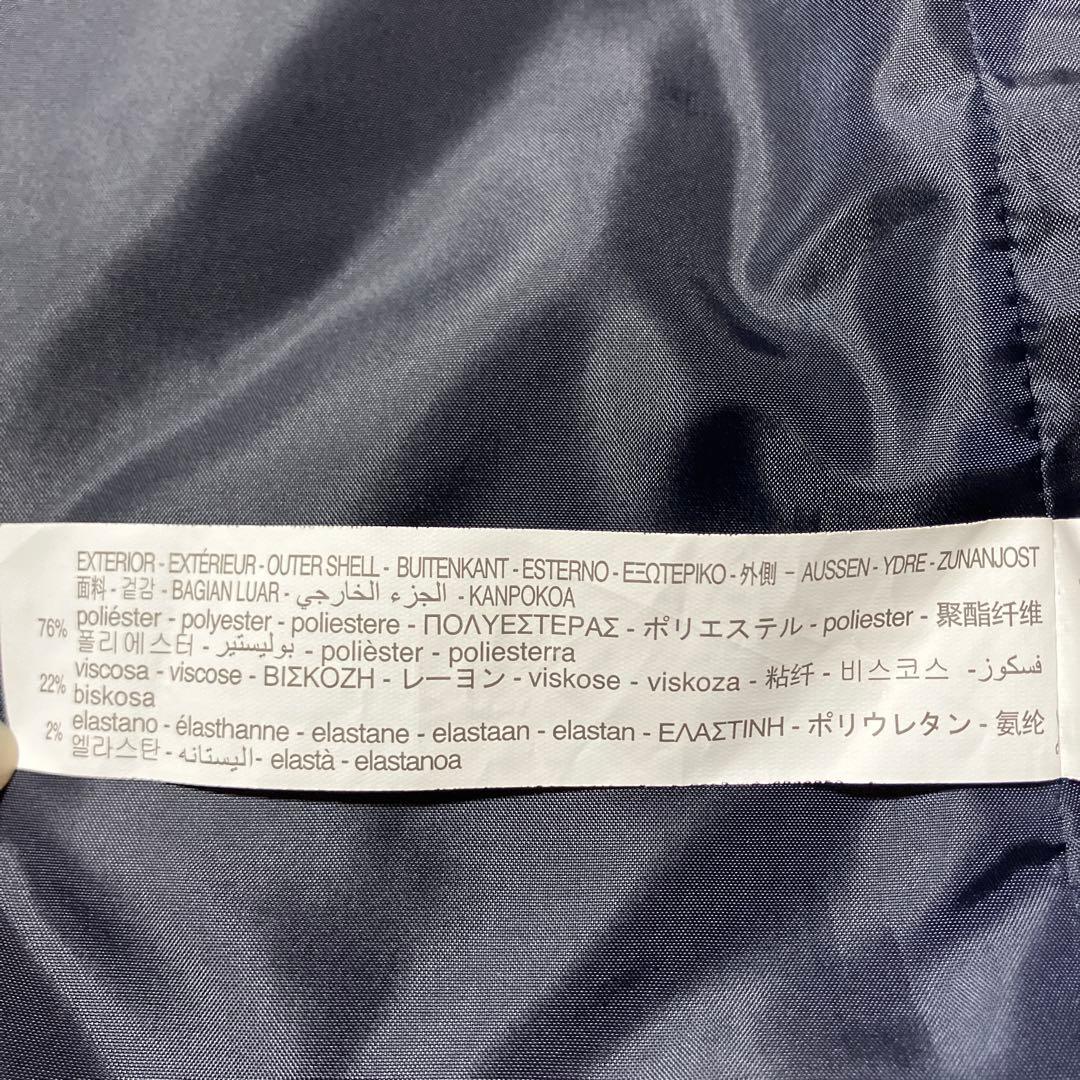 EXTERIOR - EXTÉRIEUR - OUTER SHELL - BUITENKANT - ESTERNO - ΕΞΩΤΕΡΙΚΟ - 外側 - AUSSEN - YDRE - ZUNANJOST
面料 - 겉감 - BAGIAN LUAR - الجزء الخارجي - KANPOKOA
76% poliéster - polyester - poliestere - ΠΟΛΥΕΣΤΕΡΑΣ - ポリエステル - poliester - 聚酯纤维
폴리에스터 - بوليستير - polièster - poliesterra
22% viscosa - viscose - ΒΙΣΚΟΖΗ - レーヨン - viskose - viskoza - 粘纤 - 비스코스 - فسكوز
biskosa
2% elastano - élasthanne - elastane - elastaan - elastan - ΕΛΑΣΤΙΝΗ - ポリウレタン - 氨纶
엘라스탄 - اليستانه - elastà - elastanoa